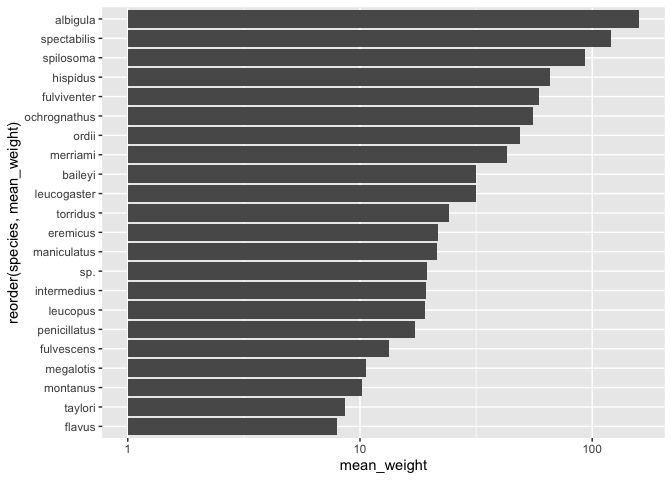 albigula
spectabilis
spilosoma
hispidus
fulviventer
ochrognathus
ordii
merriami
baileyi
leucogaster
torridus
eremicus
maniculatus
sp.
intermedius
leucopus
penicillatus
fulvescens
megalotis
montanus
taylori
flavus
reorder(species, mean_weight)
1 10 100
mean_weight